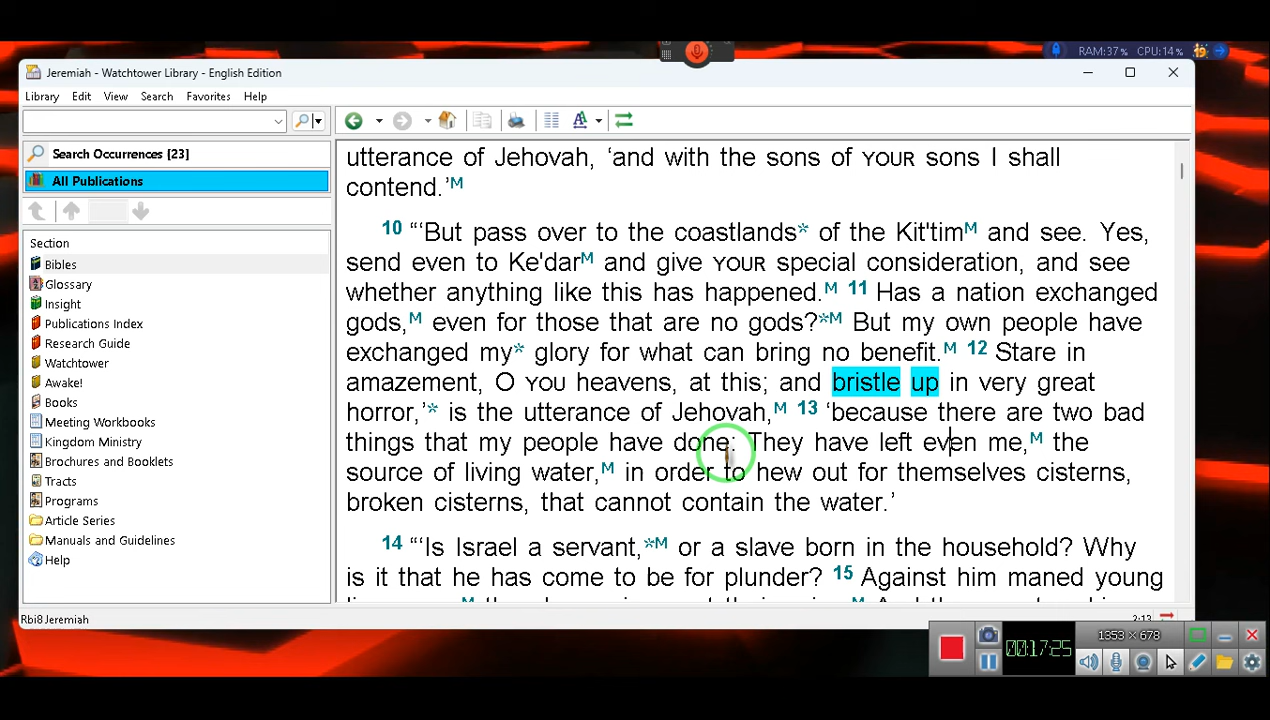 RAM:37% CPU:14% 19
Jeremiah - Watchtower Library - English Edition
Library Edit View Search Favorites Help
Search Occurrences [23]
All Publications
Section
Bibles
Glossary
Insight
Publications Index
Research Guide
Watchtower
Awake!
Books
Meeting Workbooks
Kingdom Ministry
Brochures and Booklets
Tracts
Programs
Article Series
Manuals and Guidelines
Help
utterance of Jehovah, ‘and with the sons of YOUR sons I shall
contend.’M
10 “‘But pass over to the coastlands* of the Kit'timM and see. Yes,
send even to Ke'darM and give YOUR special consideration, and see
whether anything like this has happened.M 11 Has a nation exchanged
gods,M even for those that are no gods?*M But my own people have
exchanged my* glory for what can bring no benefit.M 12 Stare in
amazement, O YOU heavens, at this; and bristle up in very great
horror,’* is the utterance of Jehovah,M 13 ‘because there are two bad
things that my people have done: They have left even me,M the
source of living water,M in order to hew out for themselves cisterns,
broken cisterns, that cannot contain the water.’
14 “‘Is Israel a servant,*M or a slave born in the household? Why
is it that he has come to be for plunder? 15 Against him maned young
Rbi8 Jeremiah
2:13
1353 × 678
00:17:25